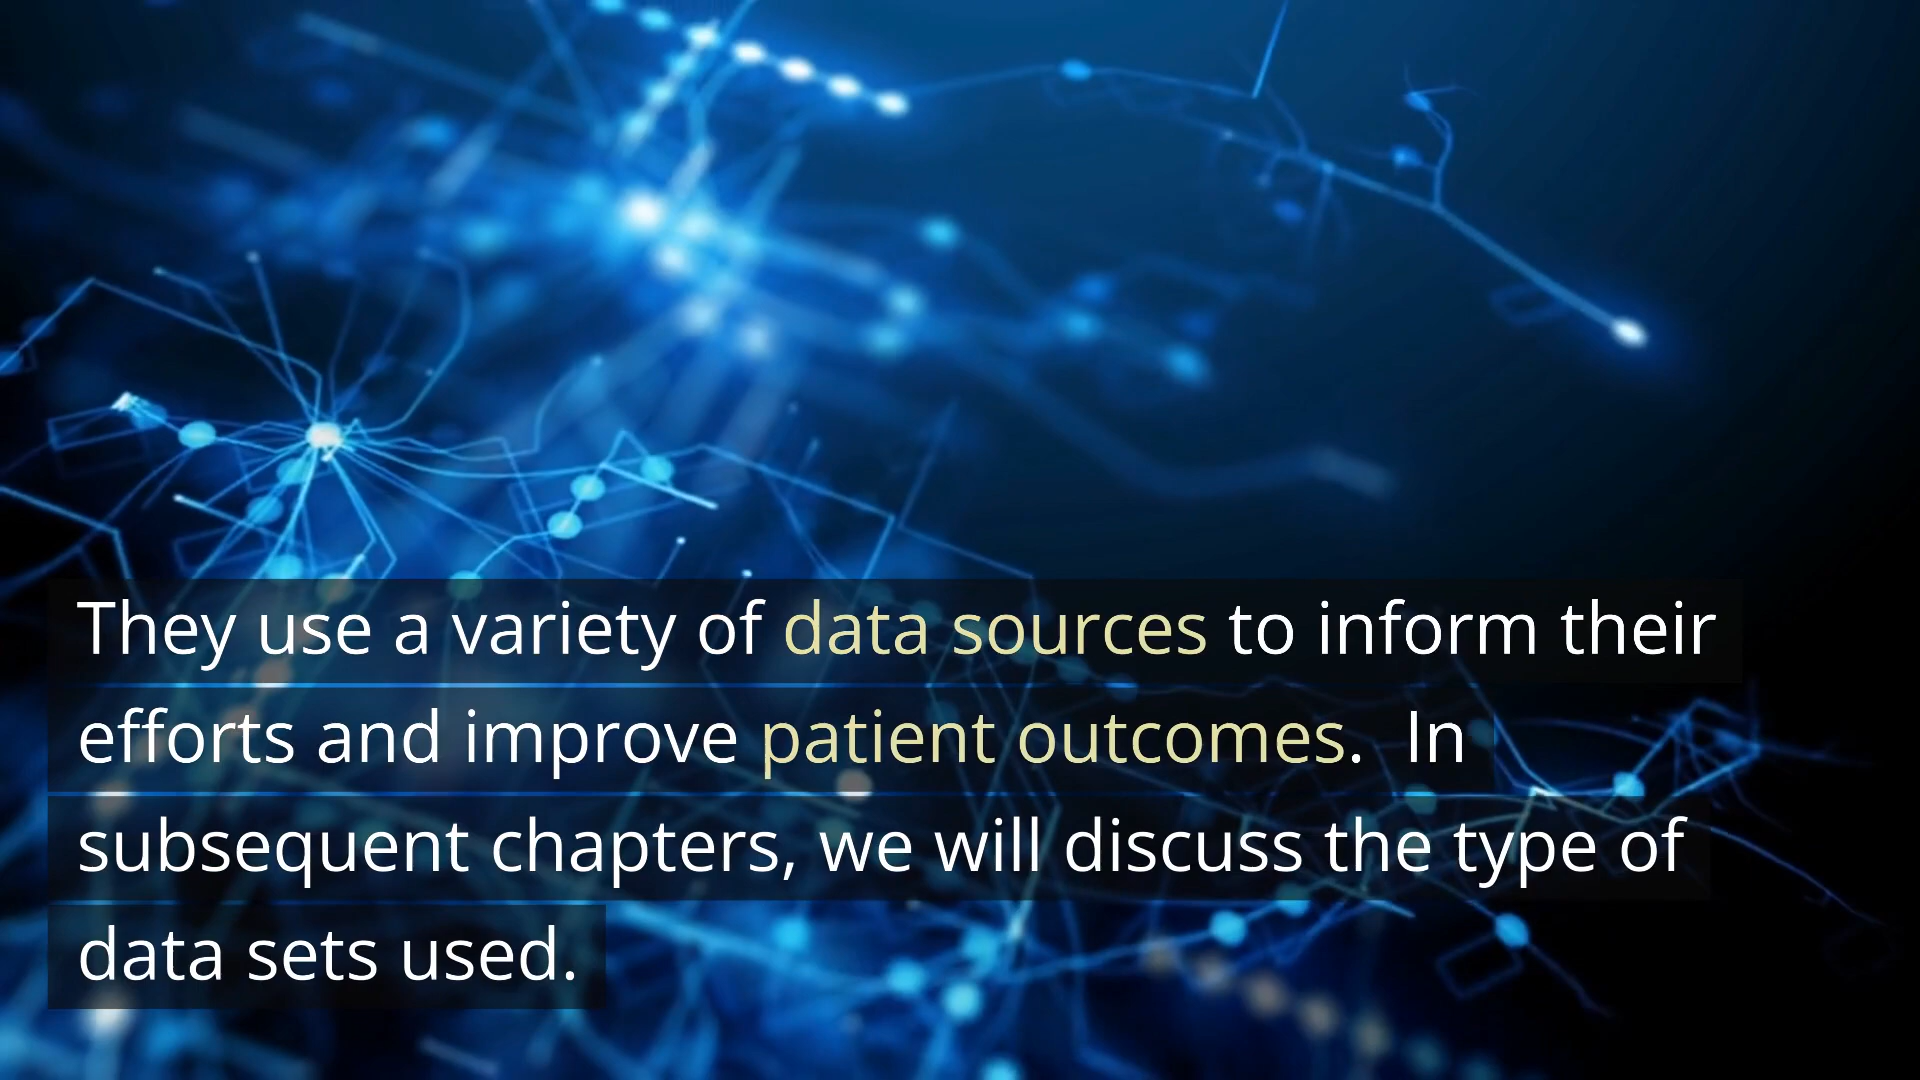 They use a variety of data sources to inform their
efforts and improve patient outcomes.  In
subsequent chapters, we will discuss the type of
data sets used.